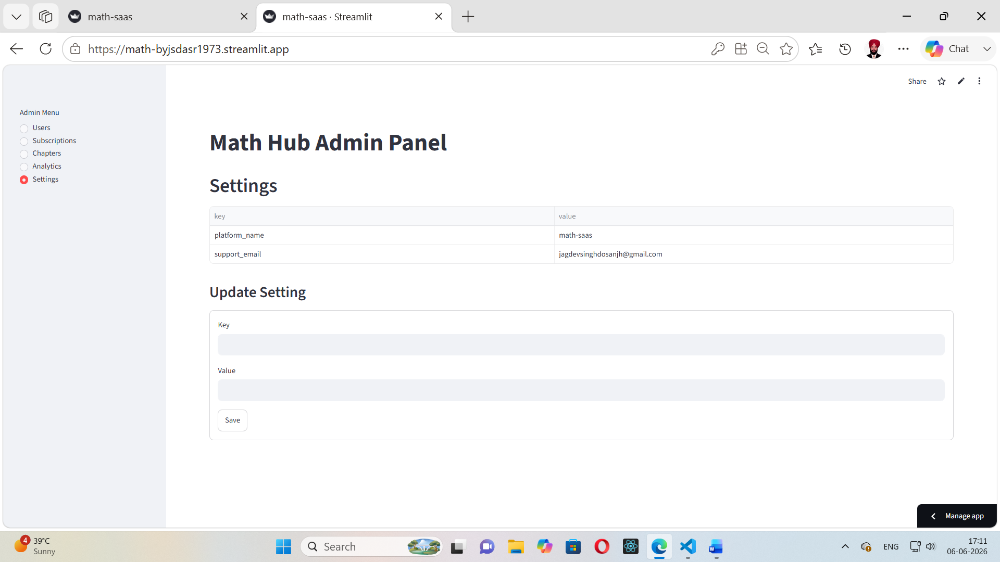 math-saas
math-saas · Streamlit
https://math-byjsdasr1973.streamlit.app
Chat
Share
Admin Menu
Users
Subscriptions
Chapters
Analytics
Settings
Math Hub Admin Panel
Settings
key value
platform_name math-saas
support_email jagdevsinghdosanjh@gmail.com
Update Setting
Key
Value
Save
Manage app
4
39°C
Sunny
Search
W
ENG
17:11
06-06-2026